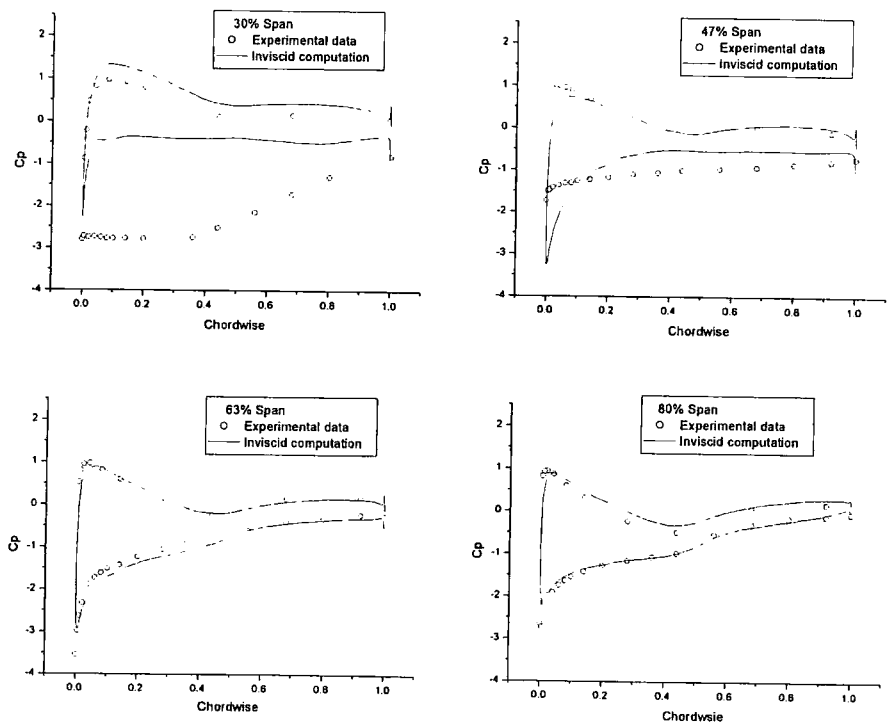 30% Span
Experimental data
Inviscid computation
2
1
0
-1
-2
-3
-4
Cp
0.0 0.2 0.4 0.6 0.8 1.0
Chordwise
47% Span
Experimental data
Inviscid computation
2
1
0
-1
-2
-3
-4
Cp
0.0 0.2 0.4 0.6 0.8 1.0
Chordwise
63% Span
Experimental data
Inviscid computation
2
1
0
-1
-2
-3
-4
Cp
0.0 0.2 0.4 0.6 0.8 1.0
Chordwise
80% Span
Experimental data
Inviscid computation
2
1
0
-1
-2
-3
-4
Cp
0.0 0.2 0.4 0.6 0.8 1.0
Chordwsie